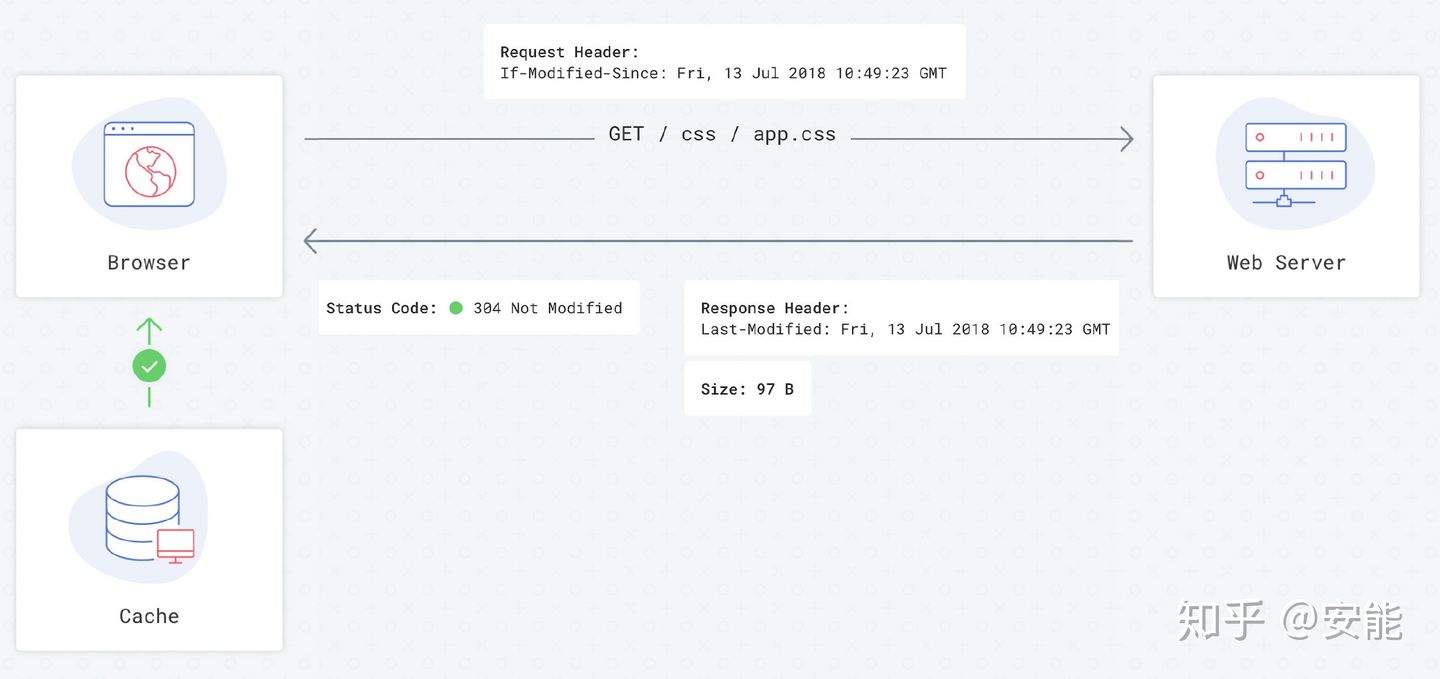 Request Header:
If-Modified-Since: Fri, 13 Jul 2018 10:49:23 GMT
GET / css / app.css
Browser
Web Server
Status Code: 304 Not Modified
Response Header:
Last-Modified: Fri, 13 Jul 2018 10:49:23 GMT
Size: 97 B
Cache
知乎 @安能